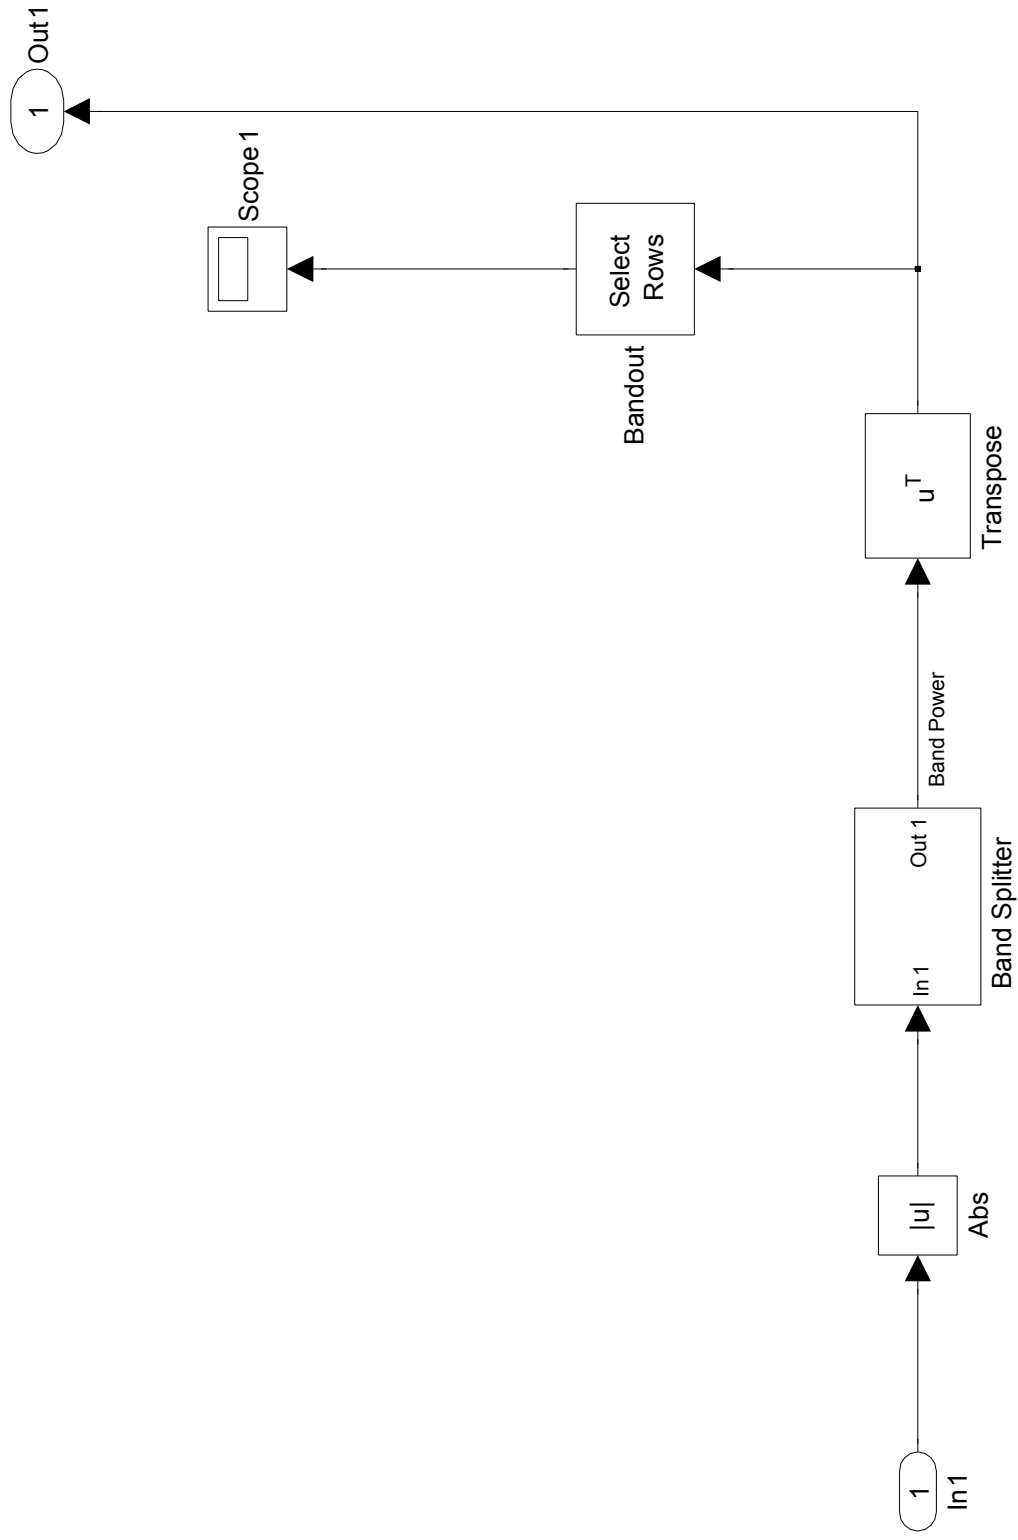 1
Out1
Scope1
Select
Rows
Bandout
u^T
Transpose
Band Power
Out 1
In 1
Band Splitter
|u|
Abs
1
In1